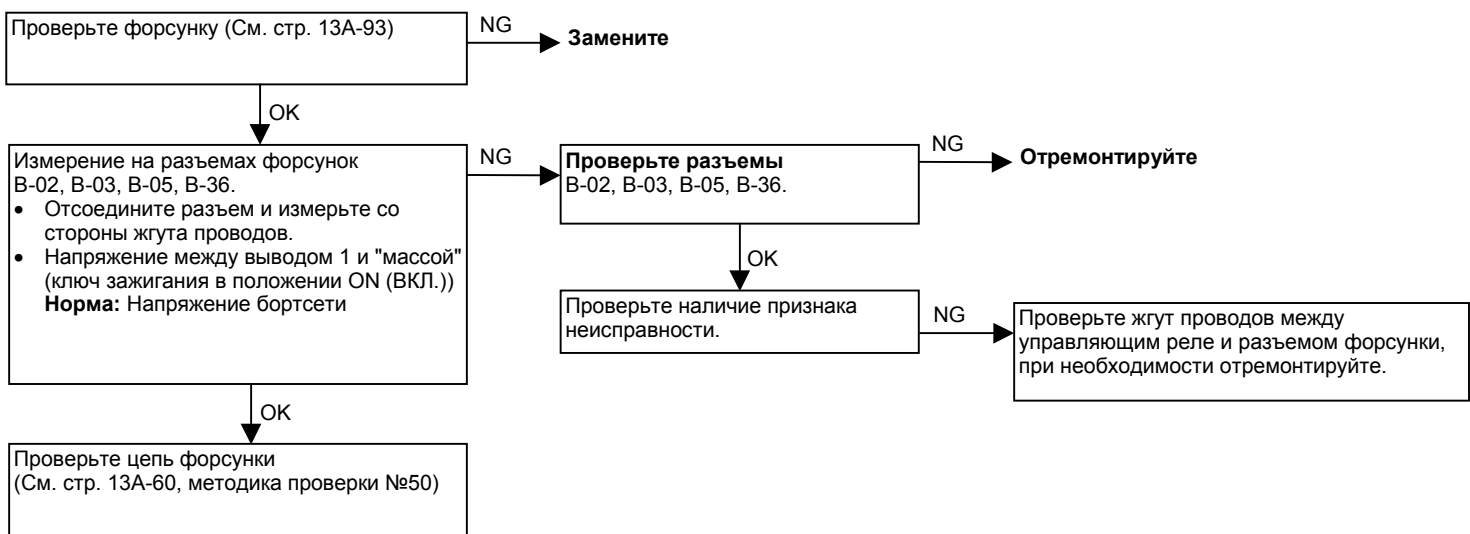 Проверьте форсунку (См. стр. 13А-93)
NG
Замените
OK
Измерение на разъемах форсунок
В-02, В-03, В-05, В-36.
• Отсоедините разъем и измерьте со
стороны жгута проводов.
• Напряжение между выводом 1 и "массой"
(ключ зажигания в положении ON (ВКЛ.))
Норма: Напряжение бортсети
NG
Проверьте разъемы
В-02, В-03, В-05, В-36.
NG
Отремонтируйте
OK
Проверьте наличие признака
неисправности.
NG
Проверьте жгут проводов между
управляющим реле и разъемом форсунки,
при необходимости отремонтируйте.
OK
Проверьте цепь форсунки
(См. стр. 13А-60, методика проверки №50)